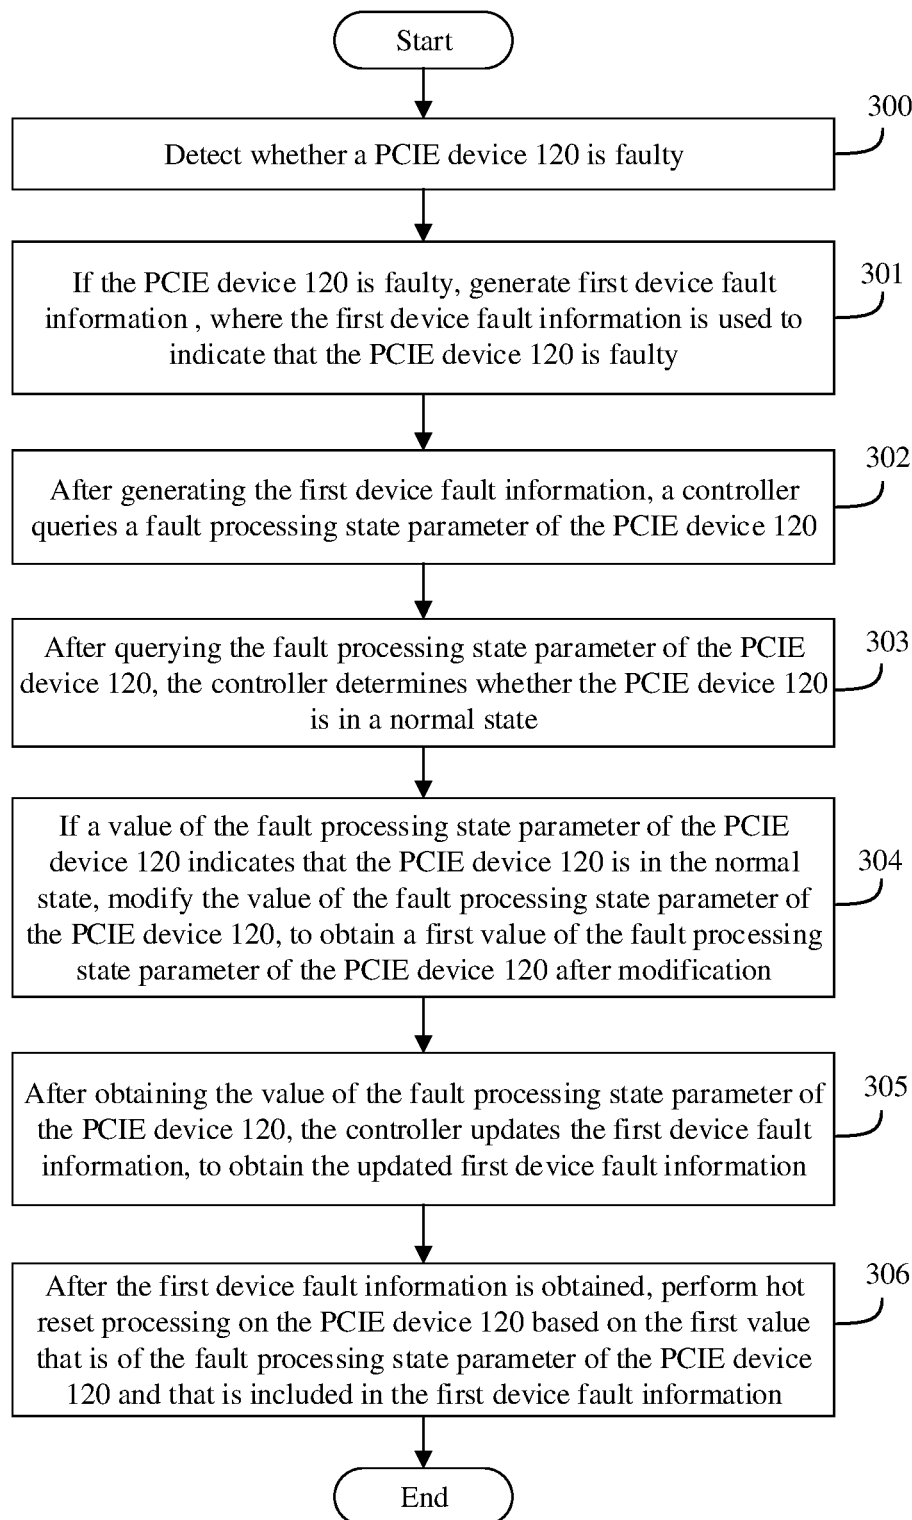 Start
300
Detect whether a PCIE device 120 is faulty
301
If the PCIE device 120 is faulty, generate first device fault
information , where the first device fault information is used to
indicate that the PCIE device 120 is faulty
302
After generating the first device fault information, a controller
queries a fault processing state parameter of the PCIE device 120
303
After querying the fault processing state parameter of the PCIE
device 120, the controller determines whether the PCIE device 120
is in a normal state
If a value of the fault processing state parameter of the PCIE
device 120 indicates that the PCIE device 120 is in the normal
304
state, modify the value of the fault processing state parameter of
the PCIE device 120, to obtain a first value of the fault processing
state parameter of the PCIE device 120 after modification
305
After obtaining the value of the fault processing state parameter of
the PCIE device 120, the controller updates the first device fault
information, to obtain the updated first device fault information
306
After the first device fault information is obtained, perform hot
reset processing on the PCIE device 120 based on the first value
that is of the fault processing state parameter of the PCIE device
120 and that is included in the first device fault information
End